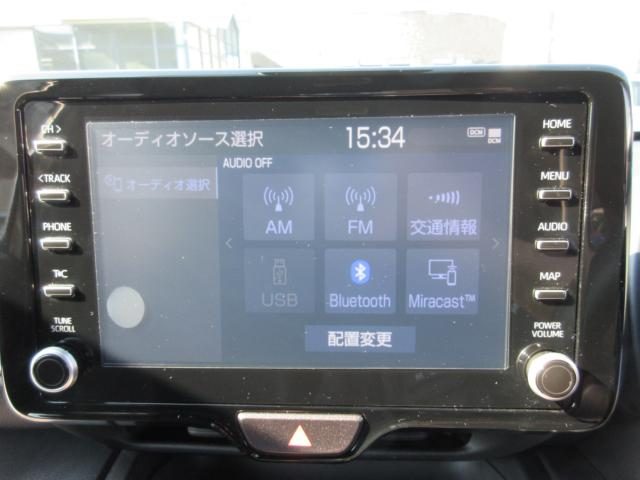 オーディオソース選択
15:34
DCM
DCM
AUDIO OFF
オーディオ選択
AM
FM
交通情報
USB
Bluetooth
Miracast™
配置変更
CH >
< TRACK
PHONE
T&C
TUNE
SCROLL
HOME
MENU
AUDIO
MAP
POWER
VOLUME